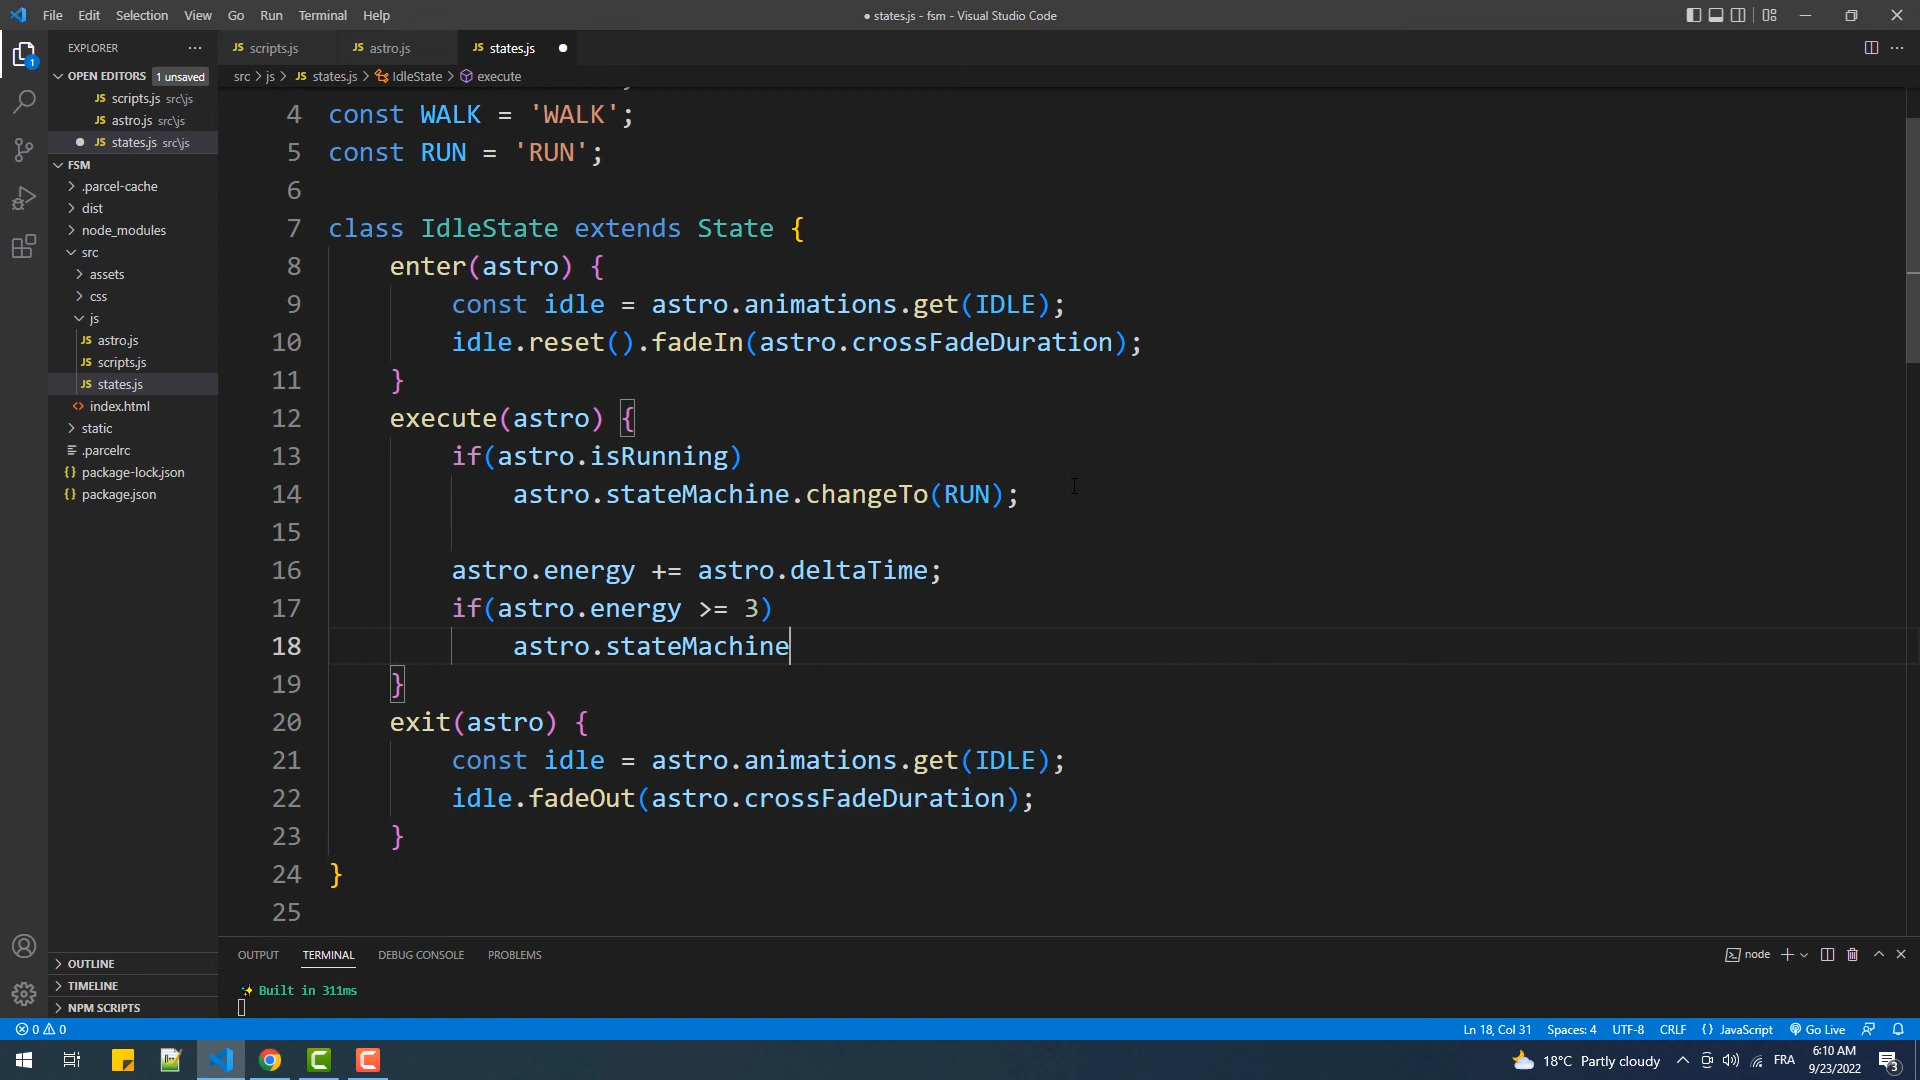 File Edit Selection View Go Run Terminal Help
● states.js - fsm - Visual Studio Code
EXPLORER
OPEN EDITORS 1 unsaved
JS scripts.js src\js
JS astro.js src\js
JS states.js src\js
FSM
.parcel-cache
dist
node_modules
src
assets
css
js
JS astro.js
JS scripts.js
JS states.js
index.html
static
.parcelrc
package-lock.json
package.json
OUTLINE
TIMELINE
NPM SCRIPTS
JS scripts.js JS astro.js JS states.js
src > js > JS states.js > IdleState > execute
4 const WALK = 'WALK';
5 const RUN = 'RUN';
6
7 class IdleState extends State {
8 enter(astro) {
9 const idle = astro.animations.get(IDLE);
10 idle.reset().fadeIn(astro.crossFadeDuration);
11 }
12 execute(astro) {
13 if(astro.isRunning)
14 astro.stateMachine.changeTo(RUN);
15
16 astro.energy += astro.deltaTime;
17 if(astro.energy >= 3)
18 astro.stateMachine
19 }
20 exit(astro) {
21 const idle = astro.animations.get(IDLE);
22 idle.fadeOut(astro.crossFadeDuration);
23 }
24 }
25
OUTPUT TERMINAL DEBUG CONSOLE PROBLEMS
node
✨ Built in 311ms
0 0
Ln 18, Col 31 Spaces: 4 UTF-8 CRLF {} JavaScript Go Live
18°C Partly cloudy
FRA
6:10 AM
9/23/2022
3